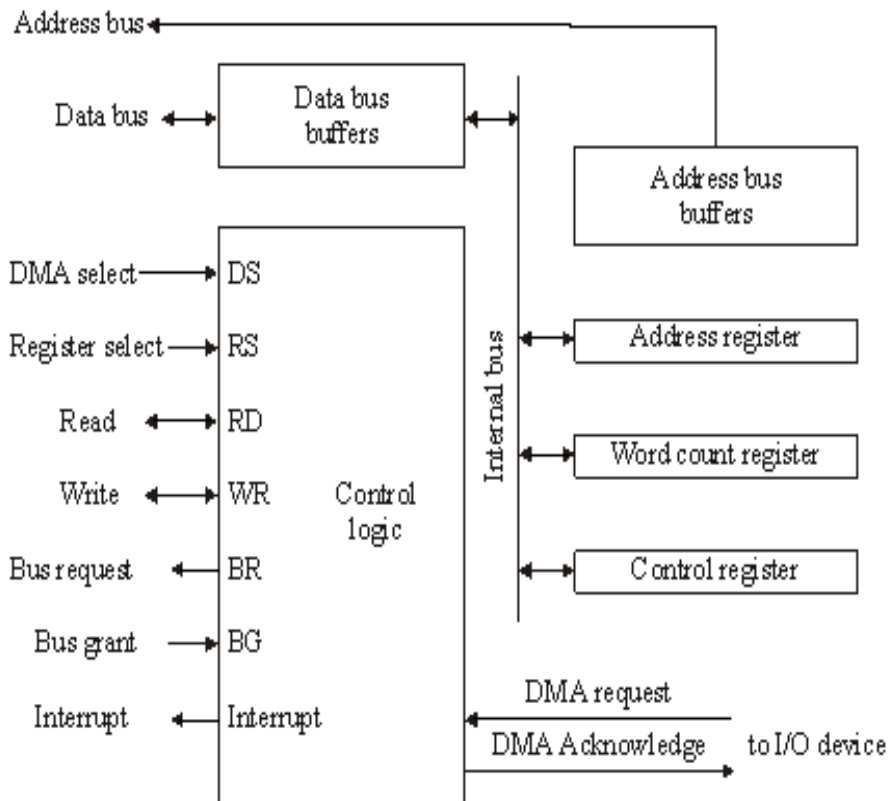 Address bus
Data bus
Data bus
buffers
Address bus
buffers
DMA select
DS
Register select
RS
Address register
Internal bus
Read
RD
Word count register
Write
WR
Control
logic
Bus request
BR
Control register
Bus grant
BG
DMA request
Interrupt
Interrupt
DMA Acknowledge
to I/O device